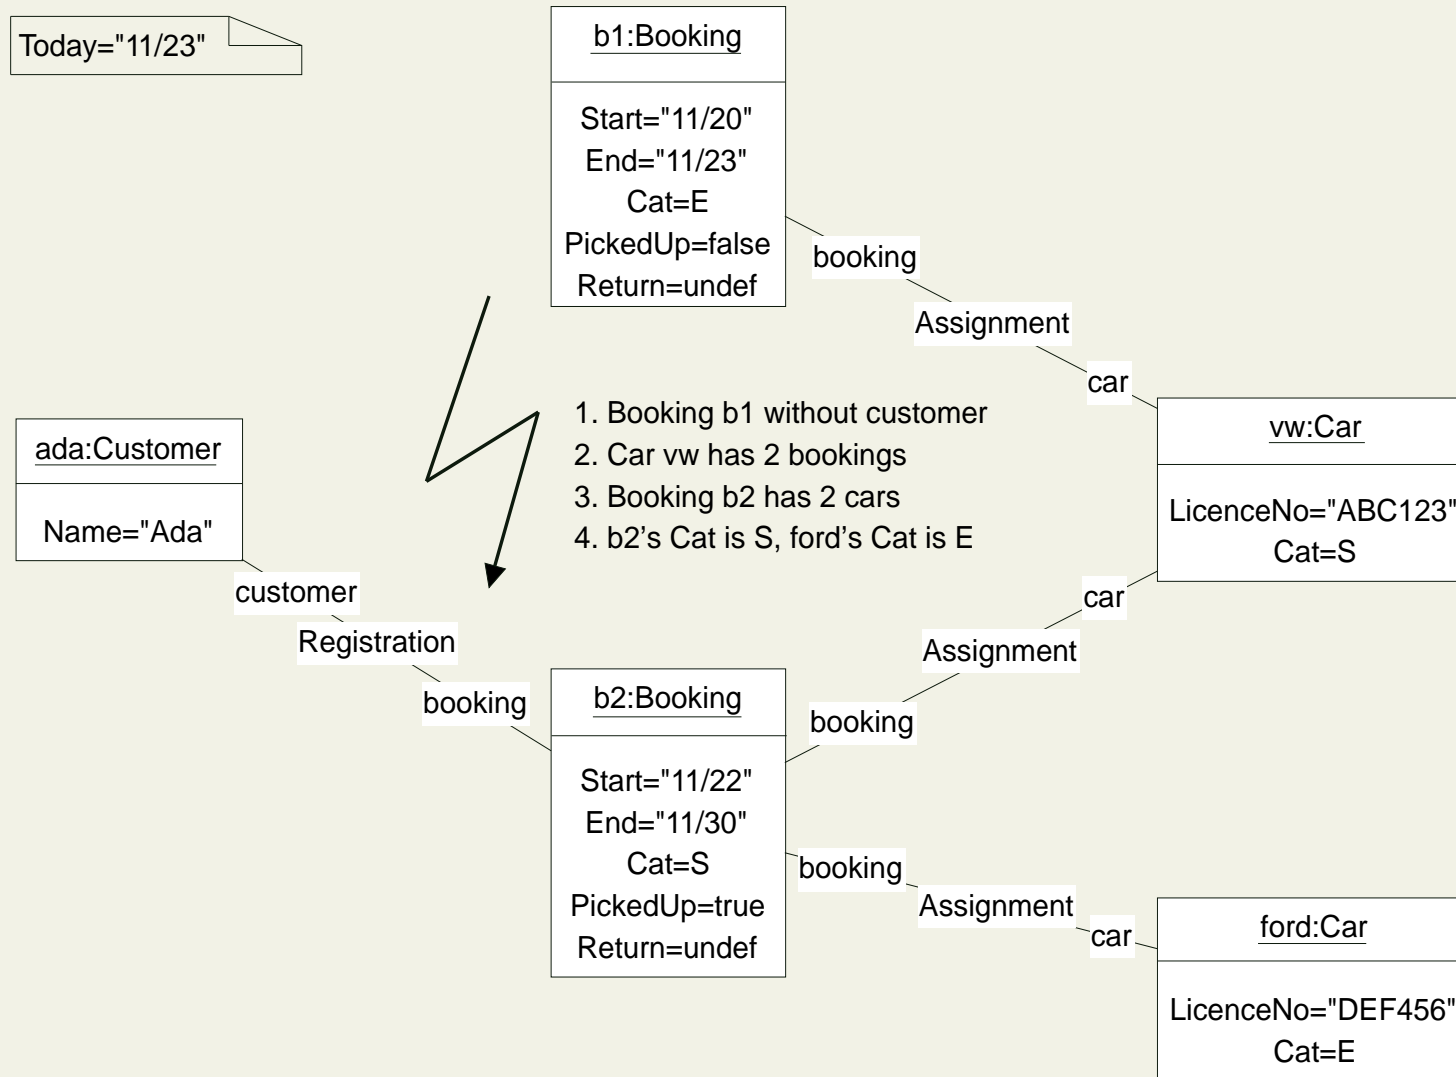 Today="11/23"
b1:Booking
Start="11/20"
End="11/23"
Cat=E
PickedUp=false
Return=undef
booking
Assignment
car
1. Booking b1 without customer
2. Car vw has 2 bookings
3. Booking b2 has 2 cars
4. b2's Cat is S, ford's Cat is E
ada:Customer
Name="Ada"
vw:Car
LicenceNo="ABC123"
Cat=S
customer
Registration
booking
car
Assignment
booking
b2:Booking
Start="11/22"
End="11/30"
Cat=S
PickedUp=true
Return=undef
booking
Assignment
car
ford:Car
LicenceNo="DEF456"
Cat=E